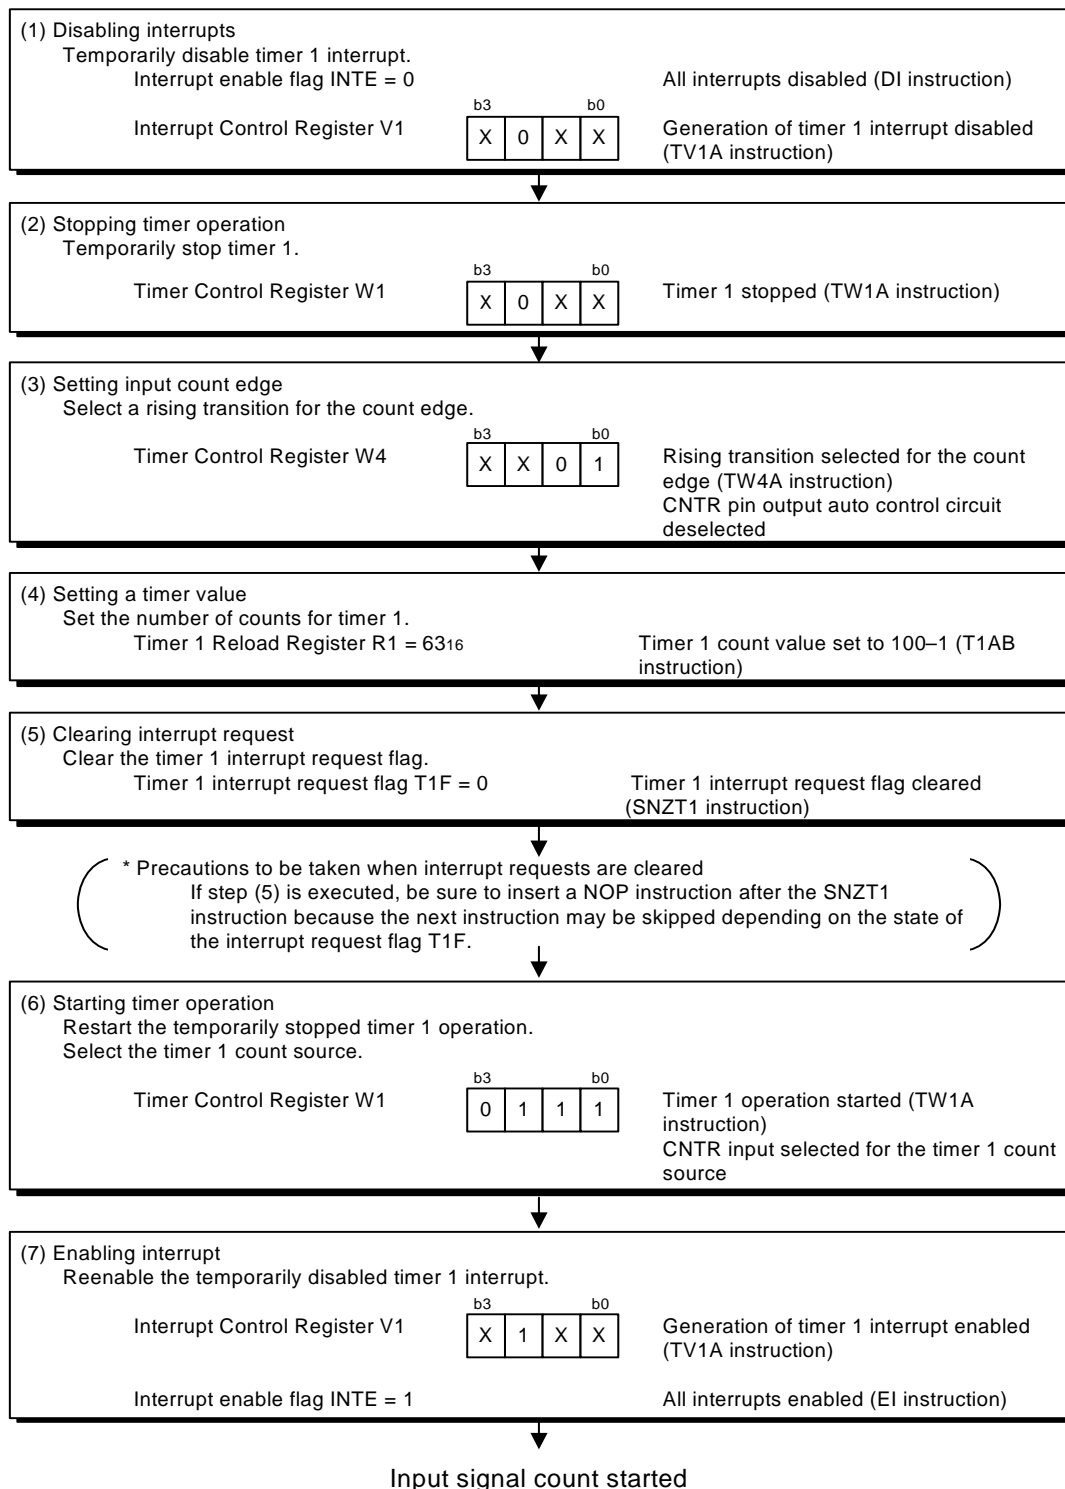 (1) Disabling interrupts
Temporarily disable timer 1 interrupt.
Interrupt enable flag INTE = 0 All interrupts disabled (DI instruction)
b3 b0
Interrupt Control Register V1 X 0 X X Generation of timer 1 interrupt disabled
(TV1A instruction)
(2) Stopping timer operation
Temporarily stop timer 1.
b3 b0
Timer Control Register W1 X 0 X X Timer 1 stopped (TW1A instruction)
(3) Setting input count edge
Select a rising transition for the count edge.
b3 b0
Timer Control Register W4 X X 0 1 Rising transition selected for the count
edge (TW4A instruction)
CNTR pin output auto control circuit
deselected
(4) Setting a timer value
Set the number of counts for timer 1.
Timer 1 Reload Register R1 = 6316 Timer 1 count value set to 100–1 (T1AB
instruction)
(5) Clearing interrupt request
Clear the timer 1 interrupt request flag.
Timer 1 interrupt request flag T1F = 0 Timer 1 interrupt request flag cleared
(SNZT1 instruction)
* Precautions to be taken when interrupt requests are cleared
If step (5) is executed, be sure to insert a NOP instruction after the SNZT1
instruction because the next instruction may be skipped depending on the state of
the interrupt request flag T1F.
(6) Starting timer operation
Restart the temporarily stopped timer 1 operation.
Select the timer 1 count source.
b3 b0
Timer Control Register W1 0 1 1 1 Timer 1 operation started (TW1A
instruction)
CNTR input selected for the timer 1 count
source
(7) Enabling interrupt
Reenable the temporarily disabled timer 1 interrupt.
b3 b0
Interrupt Control Register V1 X 1 X X Generation of timer 1 interrupt enabled
(TV1A instruction)
Interrupt enable flag INTE = 1 All interrupts enabled (EI instruction)
Input signal count started